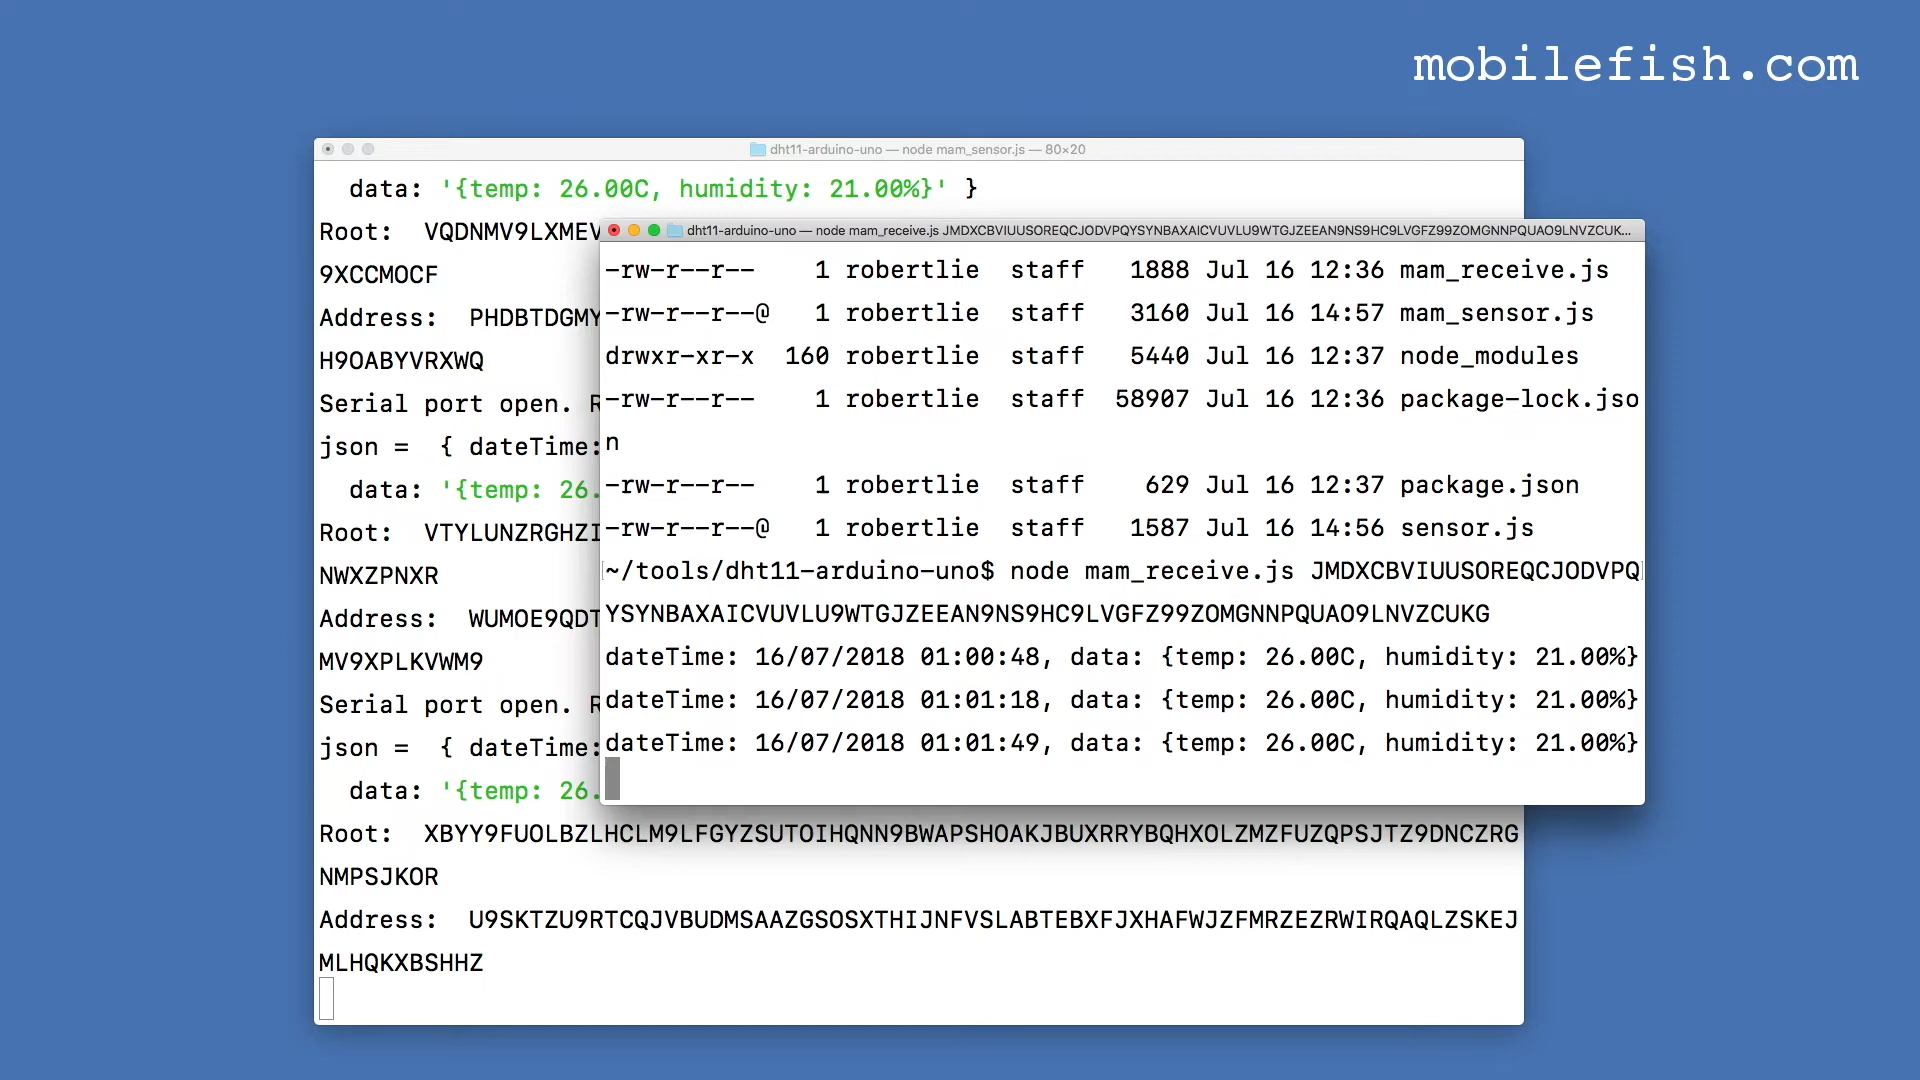 mobilefish.com
dht11-arduino-uno — node mam_sensor.js — 80×20
data: '{temp: 26.00C, humidity: 21.00%}' }
Root: VQDNMV9LXMEV
9XCCMOCF
Address: PHDBTDGMY
H9OABYVRXWQ
Serial port open. R
json = { dateTime:
data: '{temp: 26.
Root: VTYLUNZRGHZI
NWXZPNXR
Address: WUMOE9QDT
MV9XPLKVWM9
Serial port open. R
json = { dateTime:
data: '{temp: 26.
Root: XBYY9FUOLBZLHCLM9LFGYZSUTOIHQNN9BWAPSHOAKJBUXRRYBQHXOLZMZFUZQPSJTZ9DNCZRG
NMPSJKOR
Address: U9SKTZU9RTCQJVBUDMSAAZGSOSXTHIJNFVSLABTEBXFJXHAFWJZFMRZEZRWIRQAQLZSKEJ
MLHQKXBSHHZ
dht11-arduino-uno — node mam_receive.js JMDXCBVIUUSOREQCJODVPQYSYNBAXAICVUVLU9WTGJZEEAN9NS9HC9LVGFZ99ZOMGNNPQUAO9LNVZCUK...
-rw-r--r-- 1 robertlie staff 1888 Jul 16 12:36 mam_receive.js
-rw-r--r--@ 1 robertlie staff 3160 Jul 16 14:57 mam_sensor.js
drwxr-xr-x 160 robertlie staff 5440 Jul 16 12:37 node_modules
-rw-r--r-- 1 robertlie staff 58907 Jul 16 12:36 package-lock.jso
n
-rw-r--r-- 1 robertlie staff 629 Jul 16 12:37 package.json
-rw-r--r--@ 1 robertlie staff 1587 Jul 16 14:56 sensor.js
~/tools/dht11-arduino-uno$ node mam_receive.js JMDXCBVIUUSOREQCJODVPQ
YSYNBAXAICVUVLU9WTGJZEEAN9NS9HC9LVGFZ99ZOMGNNPQUAO9LNVZCUKG
dateTime: 16/07/2018 01:00:48, data: {temp: 26.00C, humidity: 21.00%}
dateTime: 16/07/2018 01:01:18, data: {temp: 26.00C, humidity: 21.00%}
dateTime: 16/07/2018 01:01:49, data: {temp: 26.00C, humidity: 21.00%}